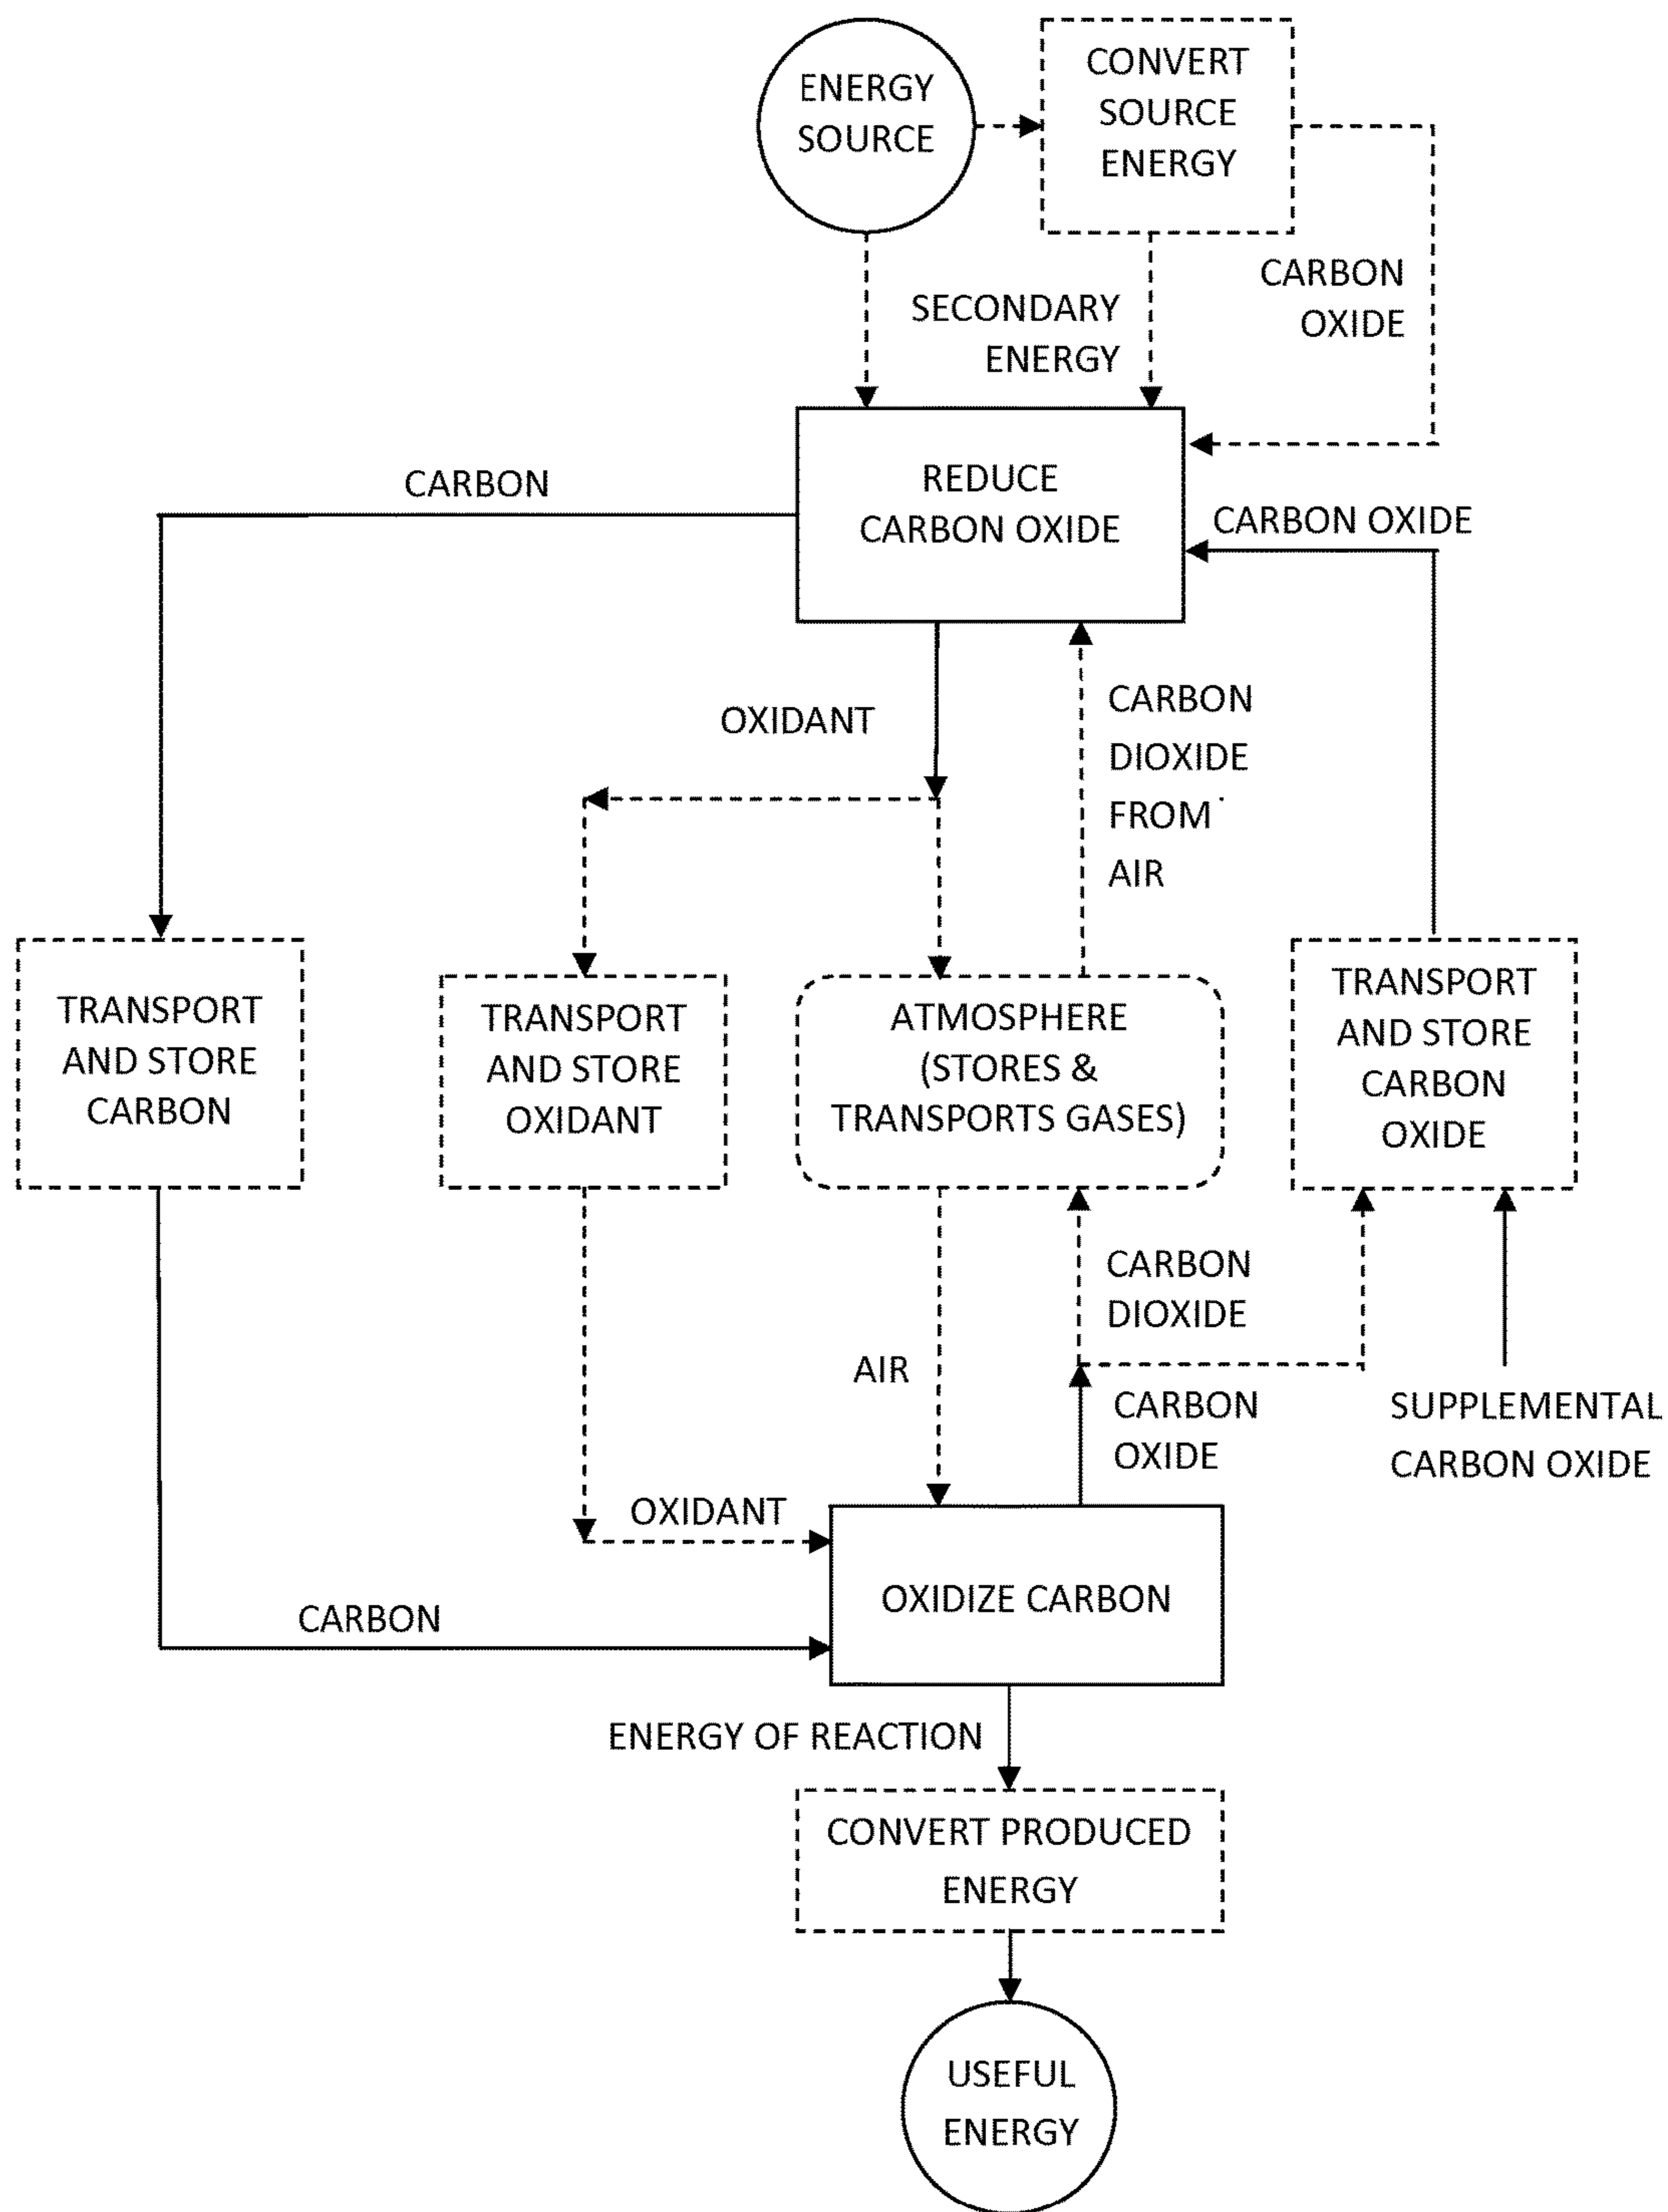 ENERGY
SOURCE
CONVERT
SOURCE
ENERGY
SECONDARY
ENERGY
CARBON
OXIDE
CARBON
REDUCE
CARBON OXIDE
CARBON OXIDE
OXIDANT
CARBON
DIOXIDE
FROM
AIR
TRANSPORT
AND STORE
CARBON
TRANSPORT
AND STORE
OXIDANT
ATMOSPHERE
(STORES &
TRANSPORTS GASES)
TRANSPORT
AND STORE
CARBON
OXIDE
CARBON
DIOXIDE
AIR
CARBON
OXIDE
SUPPLEMENTAL
CARBON OXIDE
OXIDANT
OXIDIZE CARBON
CARBON
ENERGY OF REACTION
CONVERT PRODUCED
ENERGY
USEFUL
ENERGY